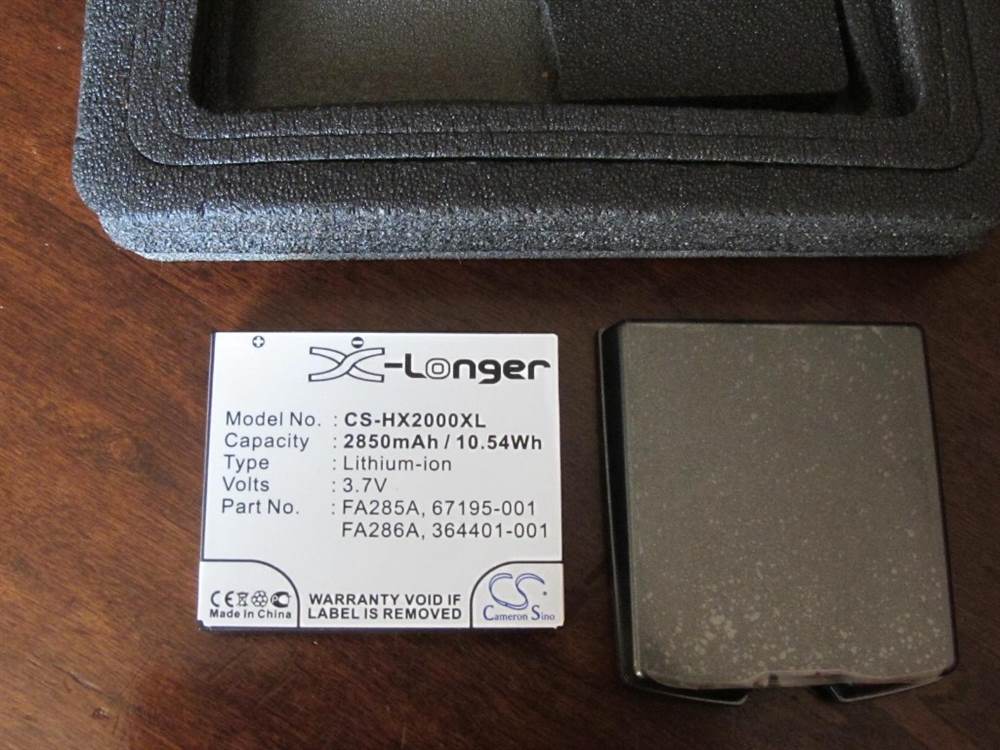 X-Longer
Model No. : CS-HX2000XL
Capacity : 2850mAh / 10.54Wh
Type : Lithium-ion
Volts : 3.7V
Part No. : FA285A, 67195-001
FA286A, 364401-001
CE
Made in China
WARRANTY VOID IF
LABEL IS REMOVED
CS
Cameron Sino